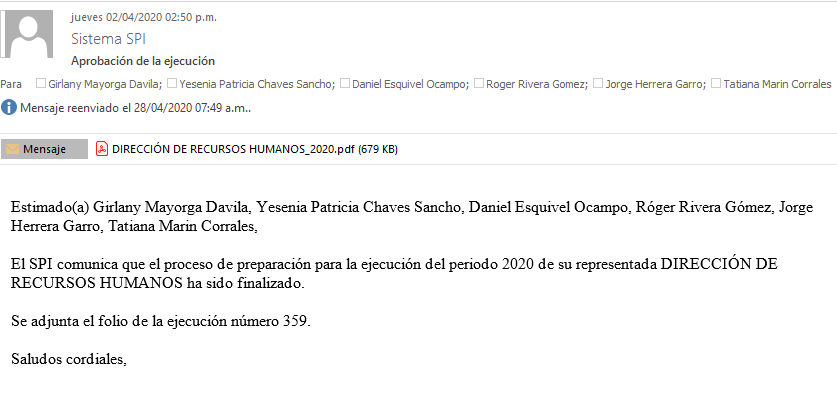 jueves 02/04/2020 02:50 p.m.
Sistema SPI
Aprobación de la ejecución
Para Girlany Mayorga Davila; Yesenia Patricia Chaves Sancho; Daniel Esquivel Ocampo; Roger Rivera Gomez; Jorge Herrera Garro; Tatiana Marin Corrales
Mensaje reenviado el 28/04/2020 07:49 a.m..
Mensaje DIRECCIÓN DE RECURSOS HUMANOS_2020.pdf (679 KB)
Estimado(a) Girlany Mayorga Davila, Yesenia Patricia Chaves Sancho, Daniel Esquivel Ocampo, Róger Rivera Gómez, Jorge
Herrera Garro, Tatiana Marin Corrales,
El SPI comunica que el proceso de preparación para la ejecución del periodo 2020 de su representada DIRECCIÓN DE
RECURSOS HUMANOS ha sido finalizado.
Se adjunta el folio de la ejecución número 359.
Saludos cordiales,